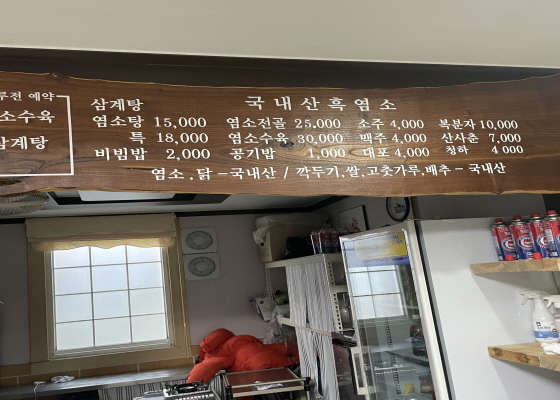 루전 예약
소수육
삼계탕
국내산흑염소
삼계탕
염소탕 15,000 염소전골 25,000 소주 4,000 복분자 10,000
특 18,000 염소수육 30,000 맥주 4,000 산사춘 7,000
비빔밥 2,000 공기밥 1,000 대포 4,000 청하 4 000
염소,닭-국내산 / 깍두기,쌀,고춧가루,배추-국내산